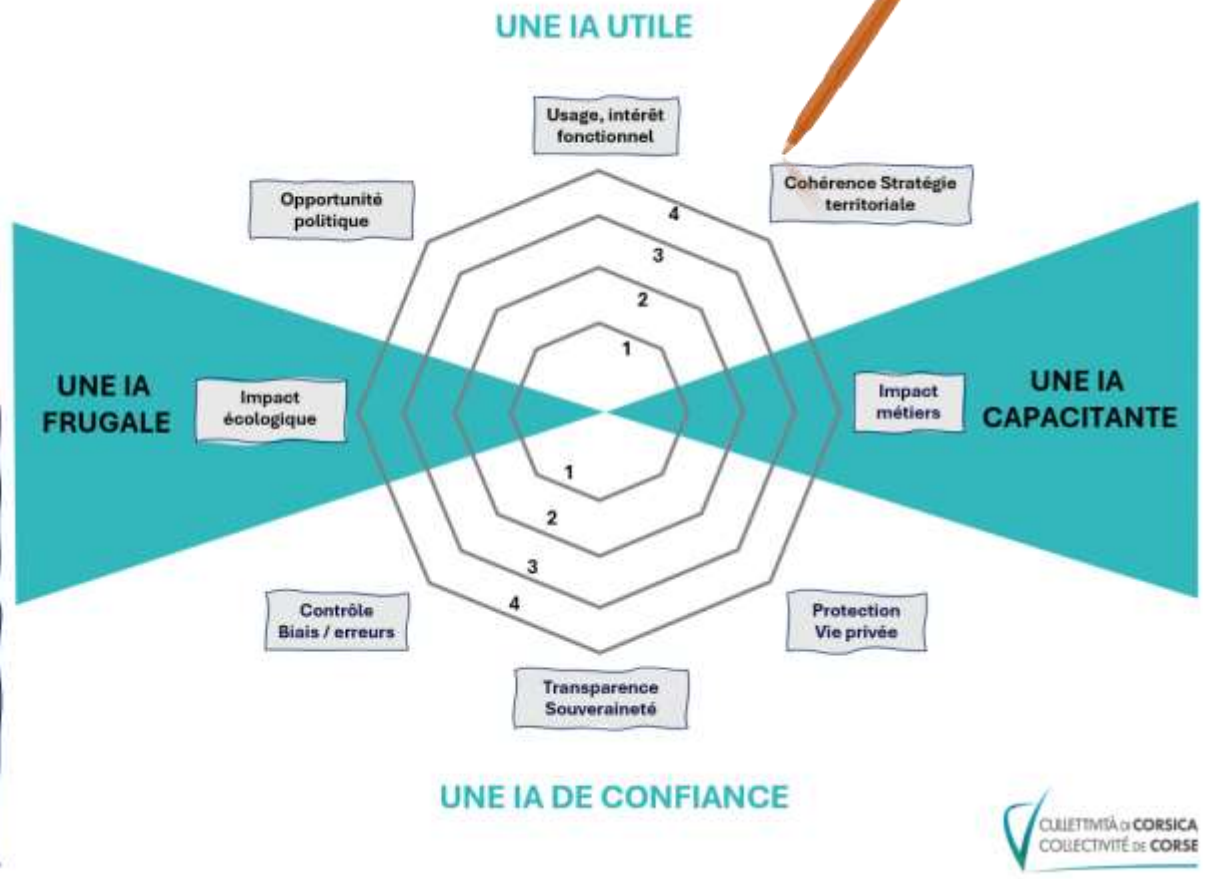 UNE IA UTILE
Usage, intérêt
fonctionnel
Opportunité
politique
Cohérence Stratégie
territoriale
4
3
2
1
UNE IA
FRUGALE
Impact
écologique
Impact
métiers
UNE IA
CAPACITANTE
1
2
3
4
Contrôle
Biais / erreurs
Protection
Vie privée
Transparence
Souveraineté
UNE IA DE CONFIANCE
CULLETTIVITÀ DI CORSICA
COLLECTIVITÉ DE CORSE